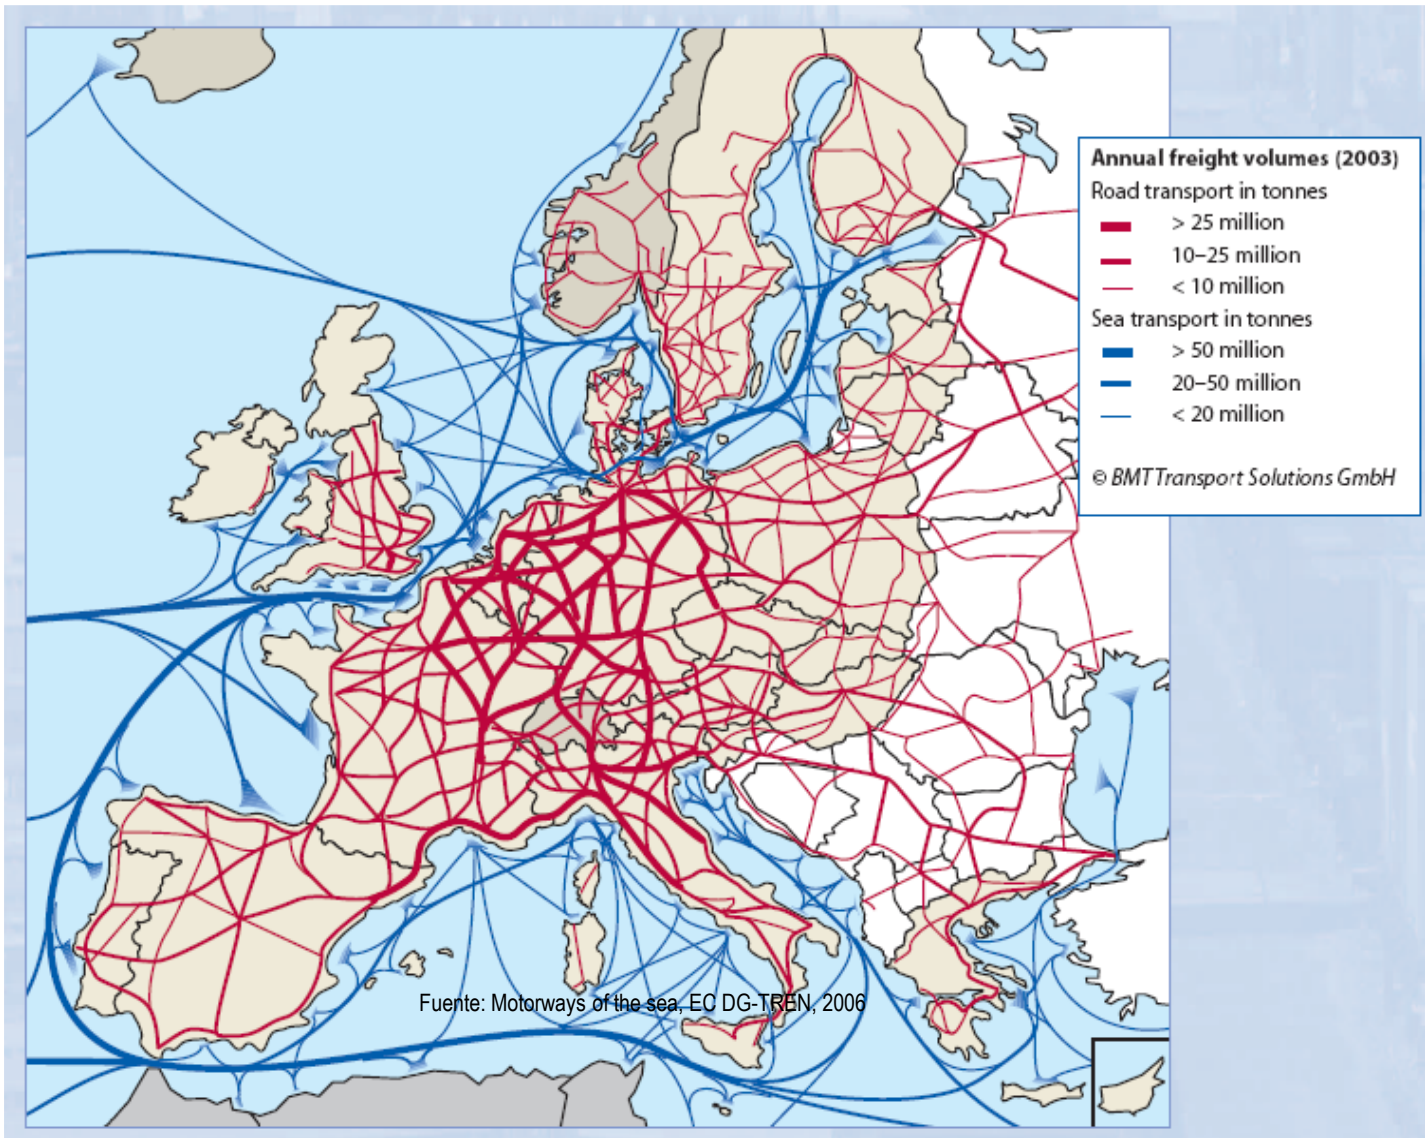 Annual freight volumes (2003)
Road transport in tonnes
> 25 million
10–25 million
< 10 million
Sea transport in tonnes
> 50 million
20–50 million
< 20 million
© BMT Transport Solutions GmbH
Fuente: Motorways of the sea, EC DG-TREN, 2006